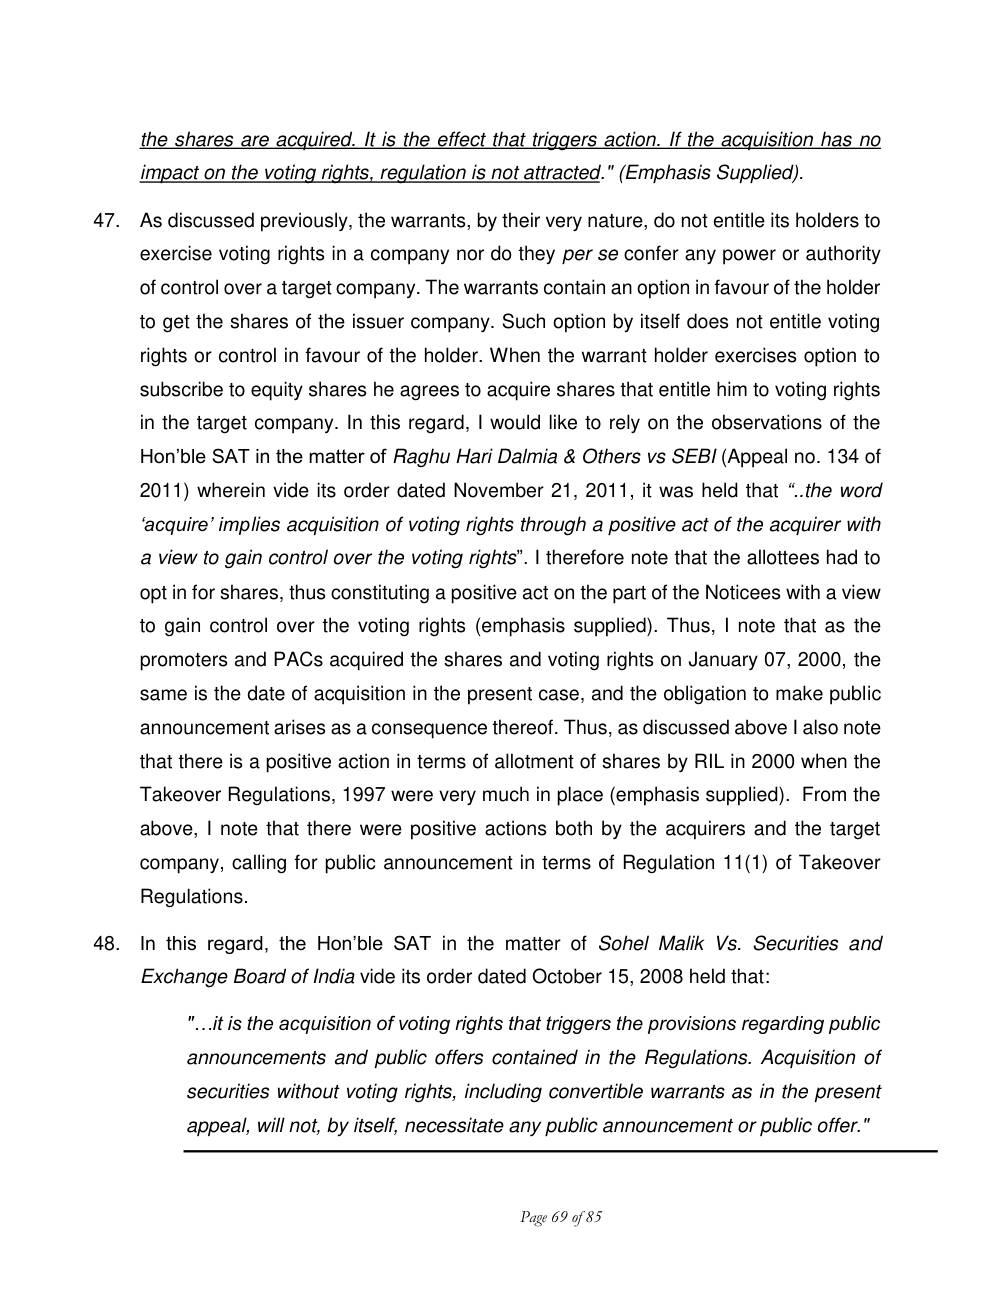 the shares are acquired. It is the effect that triggers action. If the acquisition has no
impact on the voting rights, regulation is not attracted." (Emphasis Supplied).
47. As discussed previously, the warrants, by their very nature, do not entitle its holders to
exercise voting rights in a company nor do they per se confer any power or authority
of control over a target company. The warrants contain an option in favour of the holder
to get the shares of the issuer company. Such option by itself does not entitle voting
rights or control in favour of the holder. When the warrant holder exercises option to
subscribe to equity shares he agrees to acquire shares that entitle him to voting rights
in the target company. In this regard, I would like to rely on the observations of the
Hon’ble SAT in the matter of Raghu Hari Dalmia & Others vs SEBI (Appeal no. 134 of
2011) wherein vide its order dated November 21, 2011, it was held that “..the word
‘acquire’ implies acquisition of voting rights through a positive act of the acquirer with
a view to gain control over the voting rights”. I therefore note that the allottees had to
opt in for shares, thus constituting a positive act on the part of the Noticees with a view
to gain control over the voting rights (emphasis supplied). Thus, I note that as the
promoters and PACs acquired the shares and voting rights on January 07, 2000, the
same is the date of acquisition in the present case, and the obligation to make public
announcement arises as a consequence thereof. Thus, as discussed above I also note
that there is a positive action in terms of allotment of shares by RIL in 2000 when the
Takeover Regulations, 1997 were very much in place (emphasis supplied).  From the
above, I note that there were positive actions both by the acquirers and the target
company, calling for public announcement in terms of Regulation 11(1) of Takeover
Regulations.
48. In this regard, the Hon’ble SAT in the matter of Sohel Malik Vs. Securities and
Exchange Board of India vide its order dated October 15, 2008 held that:
"…it is the acquisition of voting rights that triggers the provisions regarding public
announcements and public offers contained in the Regulations. Acquisition of
securities without voting rights, including convertible warrants as in the present
appeal, will not, by itself, necessitate any public announcement or public offer."
Page 69 of 85